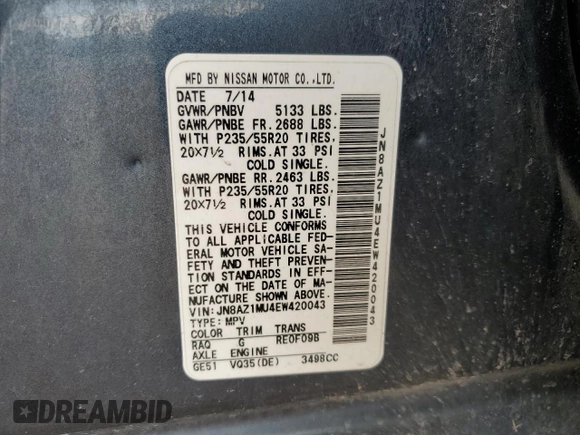 MFD BY NISSAN MOTOR CO.,LTD.
DATE 7/14
GVWR/PNBV 5133 LBS.
GAWR/PNBE FR. 2688 LBS.
WITH P235/55R20 TIRES,
20X7½ RIMS.AT 33 PSI
COLD SINGLE.
GAWR/PNBE RR. 2463 LBS.
WITH P235/55R20 TIRES,
20X7½ RIMS.AT 33 PSI
COLD SINGLE.
THIS VEHICLE CONFORMS
TO ALL APPLICABLE FED-
ERAL MOTOR VEHICLE SA-
FETY AND THEFT PREVEN-
TION STANDARDS IN EFF-
ECT ON THE DATE OF MA-
NUFACTURE SHOWN ABOVE.
VIN: JN8AZ1MU4EW420043
TYPE: MPV
COLOR TRIM TRANS
RAQ G RE0F09B
AXLE ENGINE
GE51 VQ35(DE) 3498CC
JN8AZ1MU4EW420043
DREAMBID